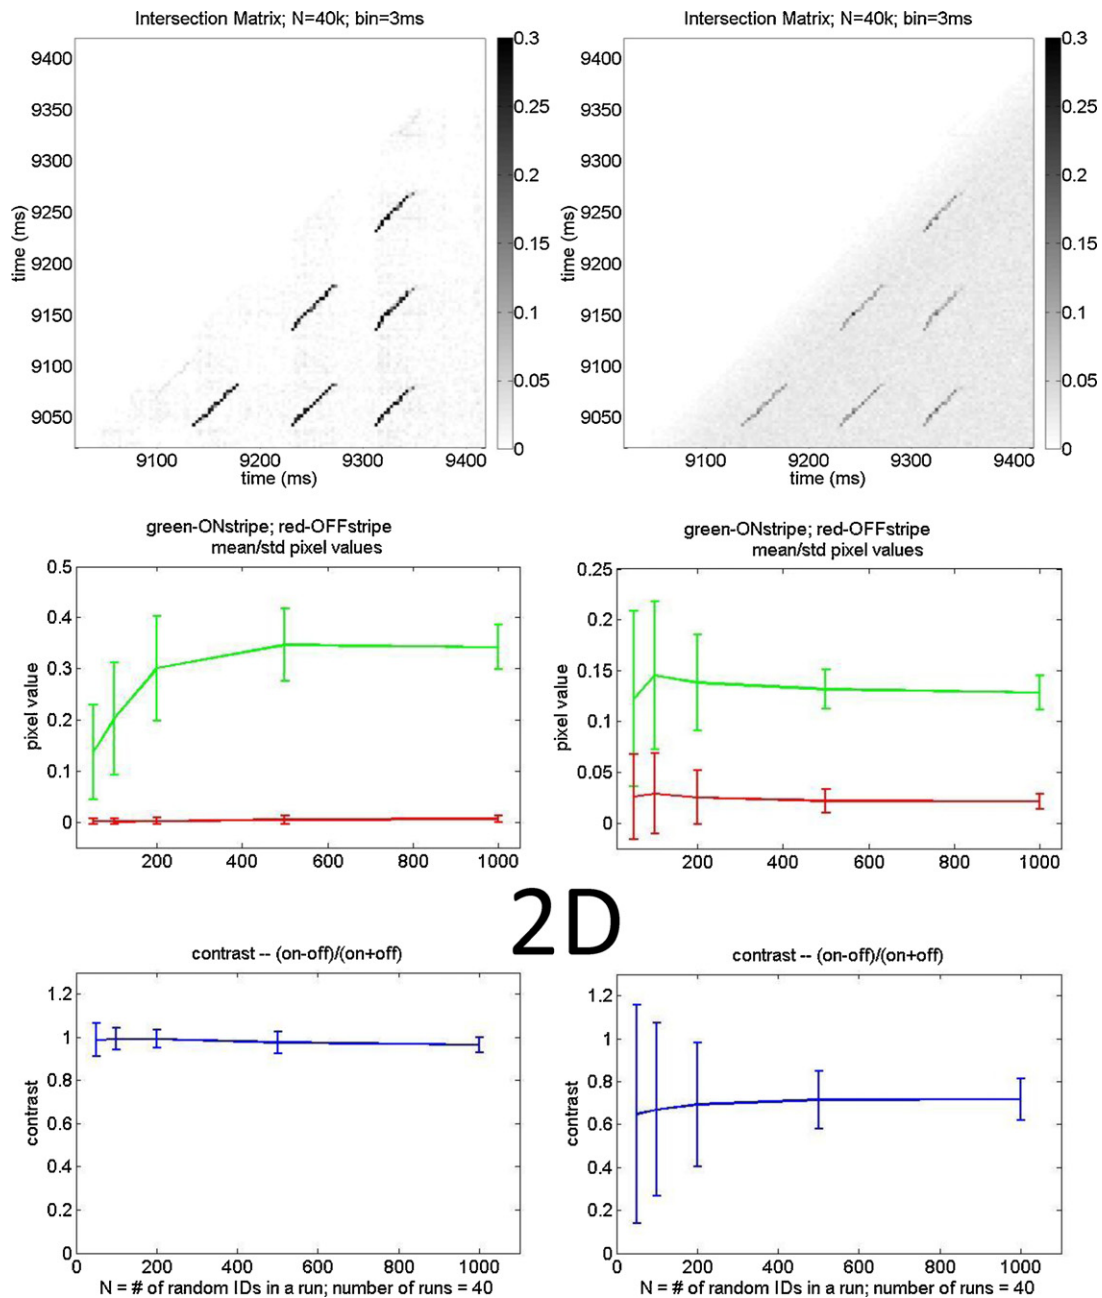 Intersection Matrix; N=40k; bin=3ms
9400
9350
9300
9250
9200
9150
9100
9050
time (ms)
9100 9200 9300 9400
time (ms)
0.3
0.25
0.2
0.15
0.1
0.05
0
Intersection Matrix; N=40k; bin=3ms
9400
9350
9300
9250
9200
9150
9100
9050
time (ms)
9100 9200 9300 9400
time (ms)
0.3
0.25
0.2
0.15
0.1
0.05
0
green-ONstripe; red-OFFstripe
mean/std pixel values
0.5
0.4
0.3
0.2
0.1
0
pixel value
200 400 600 800 1000
green-ONstripe; red-OFFstripe
mean/std pixel values
0.25
0.2
0.15
0.1
0.05
0
pixel value
200 400 600 800 1000
2D
contrast -- (on-off)/(on+off)
1.2
1
0.8
0.6
0.4
0.2
0
contrast
0 200 400 600 800 1000
N = # of random IDs in a run; number of runs = 40
contrast -- (on-off)/(on+off)
1.2
1
0.8
0.6
0.4
0.2
0
contrast
0 200 400 600 800 1000
N = # of random IDs in a run; number of runs = 40